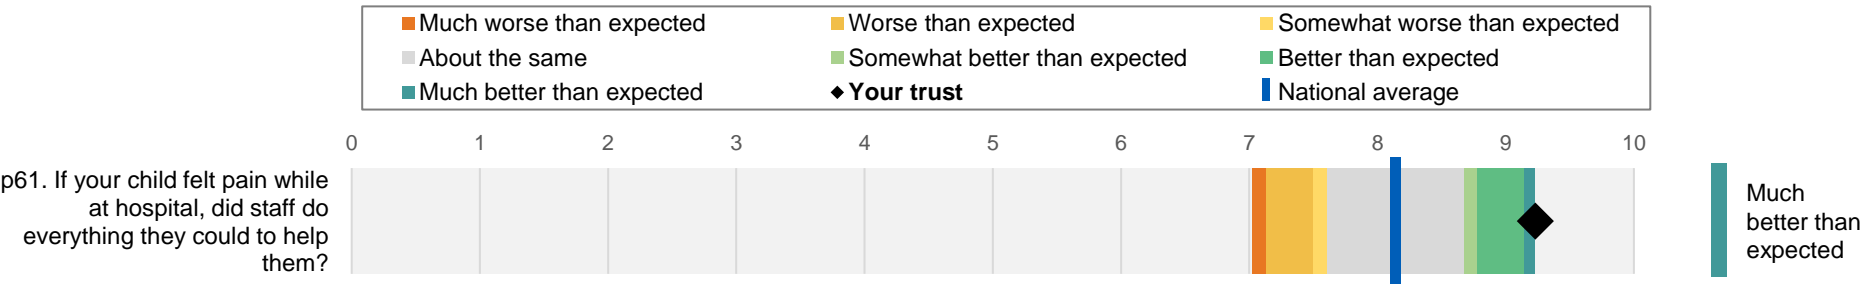 Much worse than expected Worse than expected Somewhat worse than expected
About the same Somewhat better than expected Better than expected
Much better than expected Your trust National average
0 1 2 3 4 5 6 7 8 9 10
p61. If your child felt pain while
at hospital, did staff do
everything they could to help
them?
Much
better than
expected